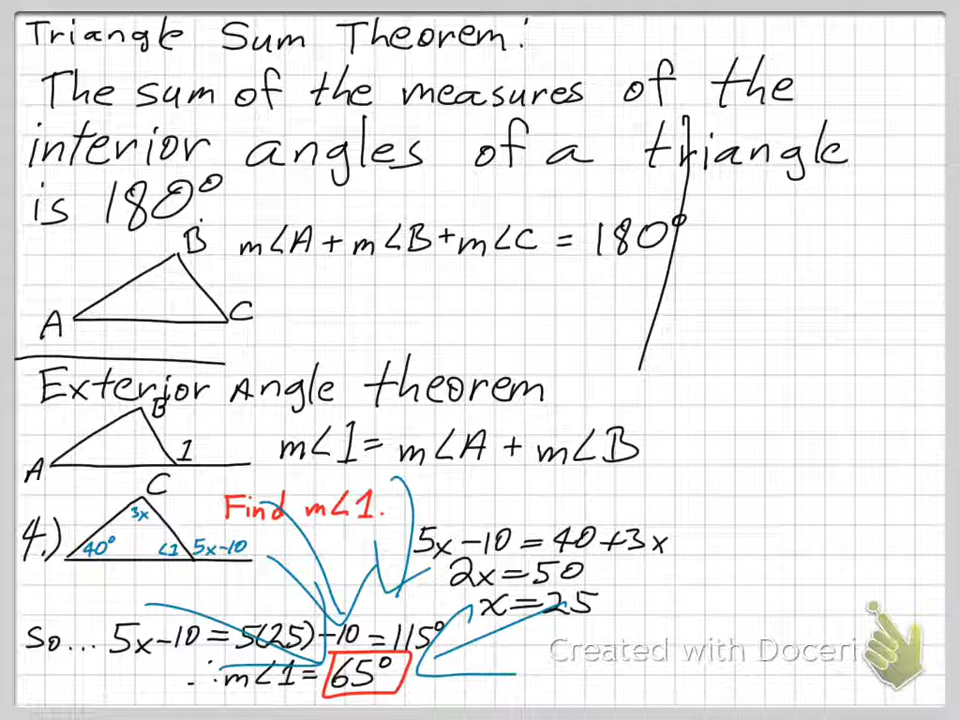 Triangle Sum Theorem:
The sum of the measures of the
interior angles of a triangle
is 180°.
B
m∠A + m∠B + m∠C = 180°
A
C
Exterior Angle theorem
B
1
m∠1 = m∠A + m∠B
A
C
Find m∠1.
4.)
3x
40°
∠1
5x-10
5x-10 = 40+3x
2x = 50
x = 25
So... 5x-10 = 5(25)-10 = 115°
∴ m∠1 = 65°
Created with Doceri